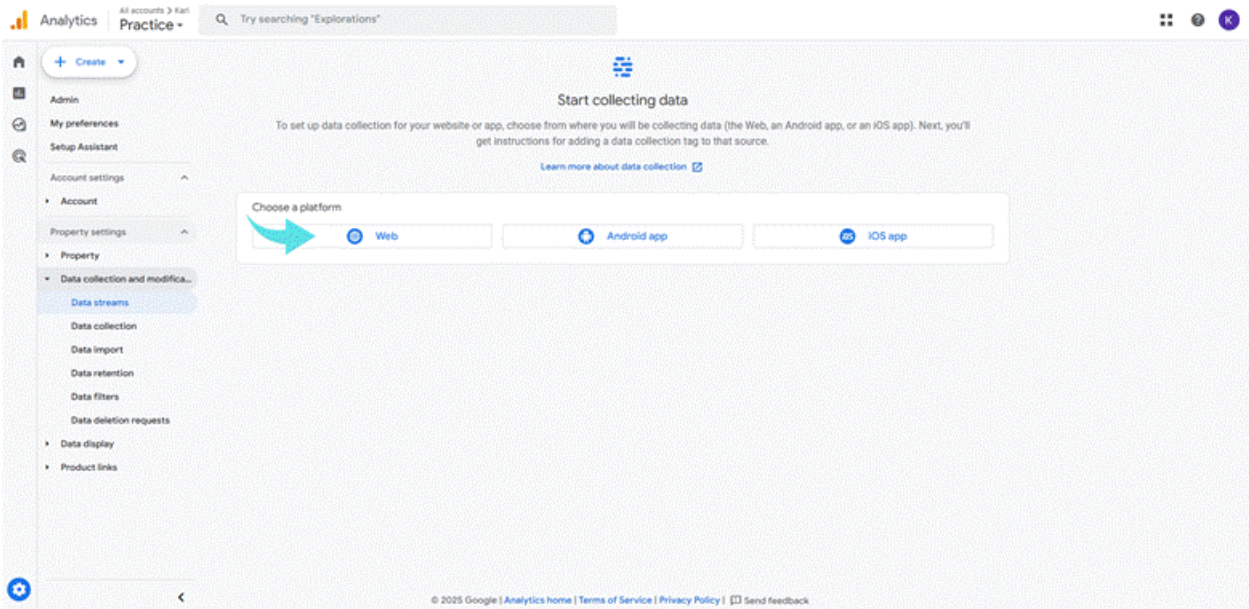 Analytics
All accounts > Karl
Practice
Try searching "Explorations"
K
Create
Admin
My preferences
Setup Assistant
Account settings
Account
Property settings
Property
Data collection and modifica...
Data streams
Data collection
Data import
Data retention
Data filters
Data deletion requests
Data display
Product links
Start collecting data
To set up data collection for your website or app, choose from where you will be collecting data (the Web, an Android app, or an iOS app). Next, you'll
get instructions for adding a data collection tag to that source.
Learn more about data collection
Choose a platform
Web
Android app
iOS iOS app
© 2025 Google | Analytics home | Terms of Service | Privacy Policy | Send feedback